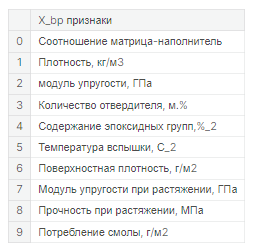 X_bp признаки
0 Соотношение матрица-наполнитель
1 Плотность, кг/м3
2 модуль упругости, ГПа
3 Количество отвердителя, м.%
4 Содержание эпоксидных групп,%_2
5 Температура вспышки, С_2
6 Поверхностная плотность, г/м2
7 Модуль упругости при растяжении, ГПа
8 Прочность при растяжении, МПа
9 Потребление смолы, г/м2